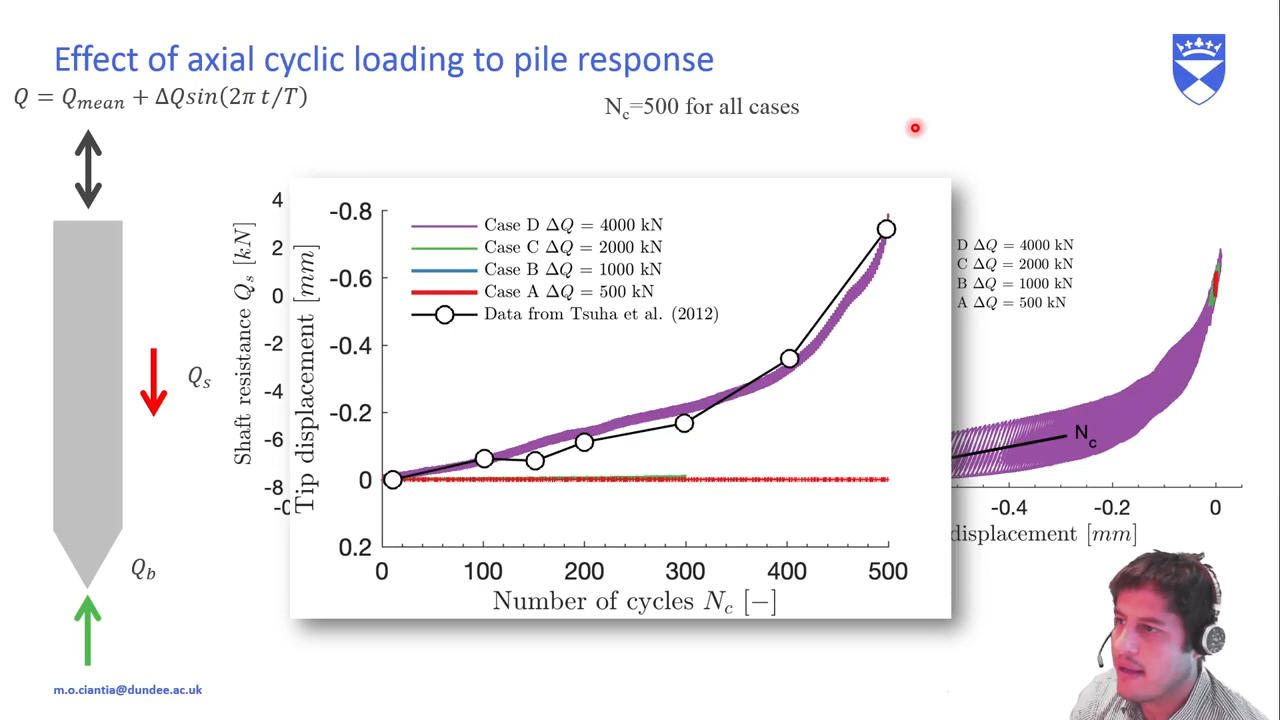 Effect of axial cyclic loading to pile response
Q = Q_mean + ΔQsin(2π t/T)
N_c=500 for all cases
Q_s
Q_b
Shaft resistance Q_s [kN]
4
2
0
-2
-4
-6
-8
-0
Tip displacement [mm]
-0.8
-0.6
-0.4
-0.2
0
0.2
Case D ΔQ = 4000 kN
Case C ΔQ = 2000 kN
Case B ΔQ = 1000 kN
Case A ΔQ = 500 kN
Data from Tsuha et al. (2012)
0 100 200 300 400 500
Number of cycles N_c [−]
D ΔQ = 4000 kN
C ΔQ = 2000 kN
B ΔQ = 1000 kN
A ΔQ = 500 kN
N_c
-0.4 -0.2 0
displacement [mm]
m.o.ciantia@dundee.ac.uk